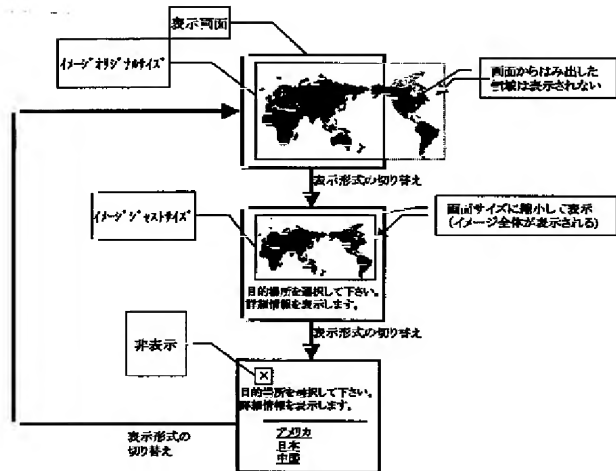 表示画面
イメージオリジナルサイズ
画面からはみ出した
領域は表示されない
表示形式の切り替え
イメージジャストサイズ
画面サイズに縮小して表示
(イメージ全体が表示される)
目的場所を選択して下さい。
詳細情報を表示します。
表示形式の切り替え
非表示
目的場所を選択して下さい。
詳細情報を表示します。
アメリカ
日本
中国
表示形式の
切り替え